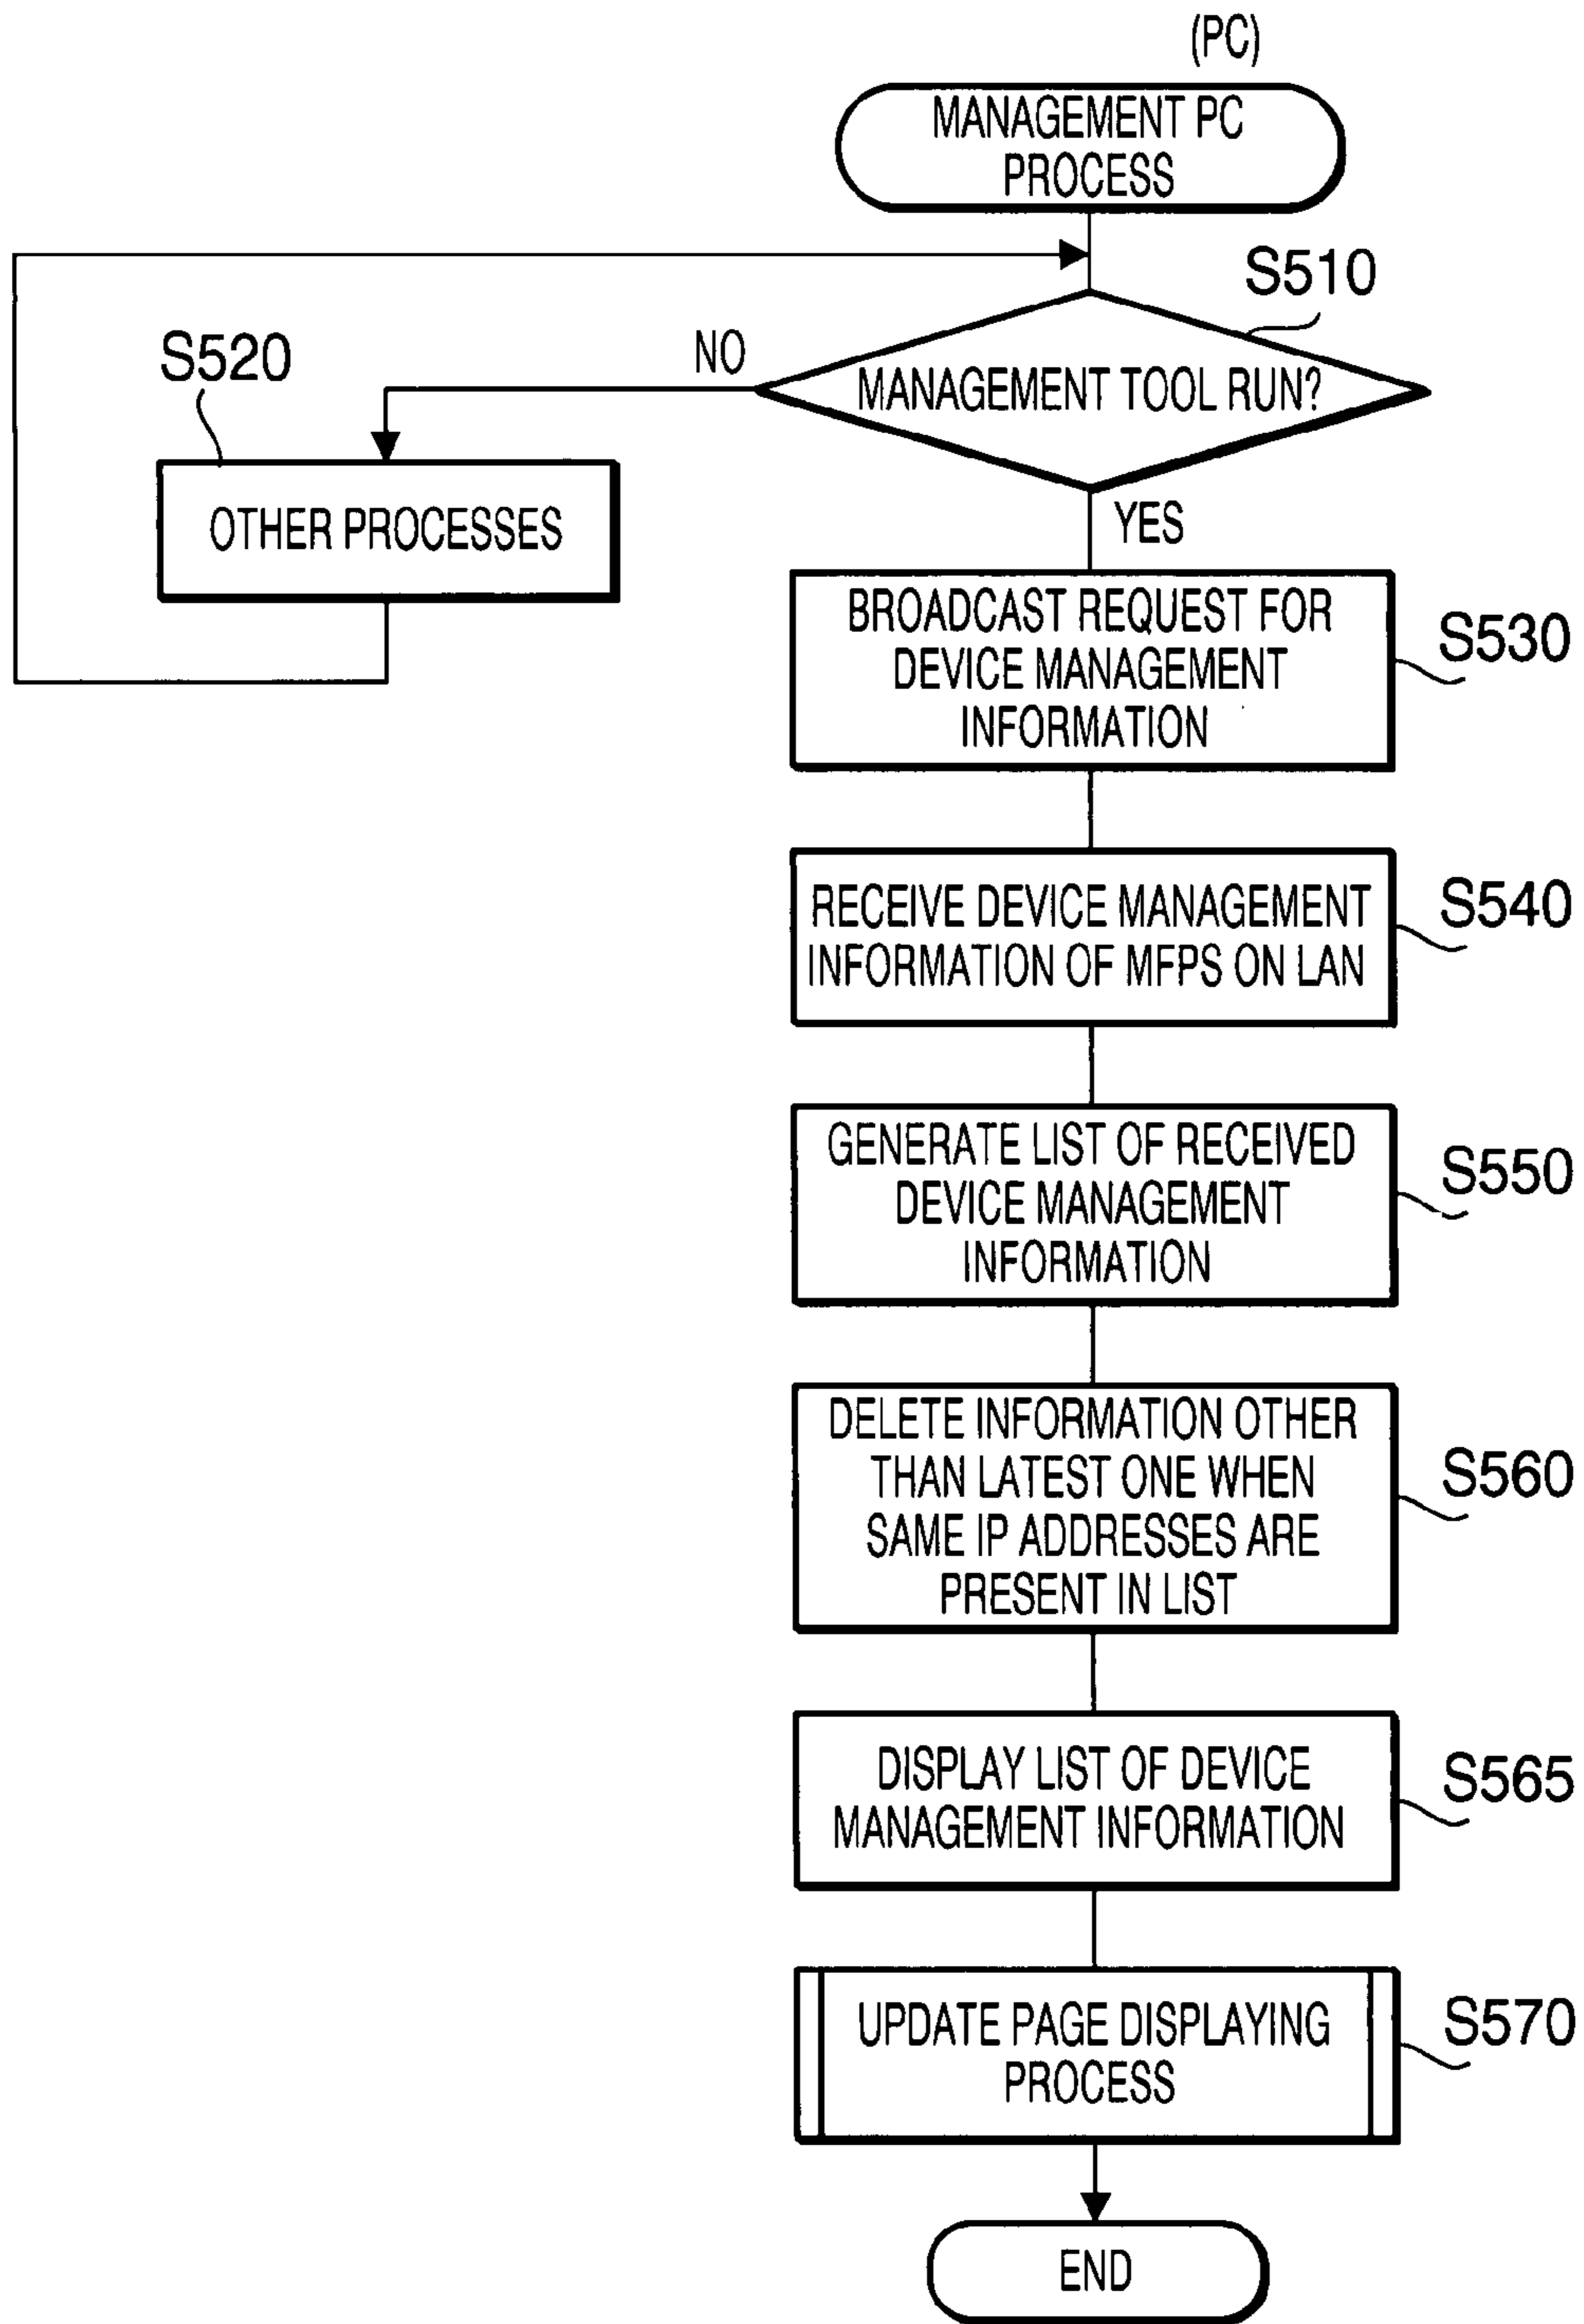 (PC)
MANAGEMENT PC
PROCESS
S510
MANAGEMENT TOOL RUN?
NO
S520
OTHER PROCESSES
YES
BROADCAST REQUEST FOR
DEVICE MANAGEMENT
INFORMATION
S530
RECEIVE DEVICE MANAGEMENT
INFORMATION OF MFPS ON LAN
S540
GENERATE LIST OF RECEIVED
DEVICE MANAGEMENT
INFORMATION
S550
DELETE INFORMATION OTHER
THAN LATEST ONE WHEN
SAME IP ADDRESSES ARE
PRESENT IN LIST
S560
DISPLAY LIST OF DEVICE
MANAGEMENT INFORMATION
S565
UPDATE PAGE DISPLAYING
PROCESS
S570
END